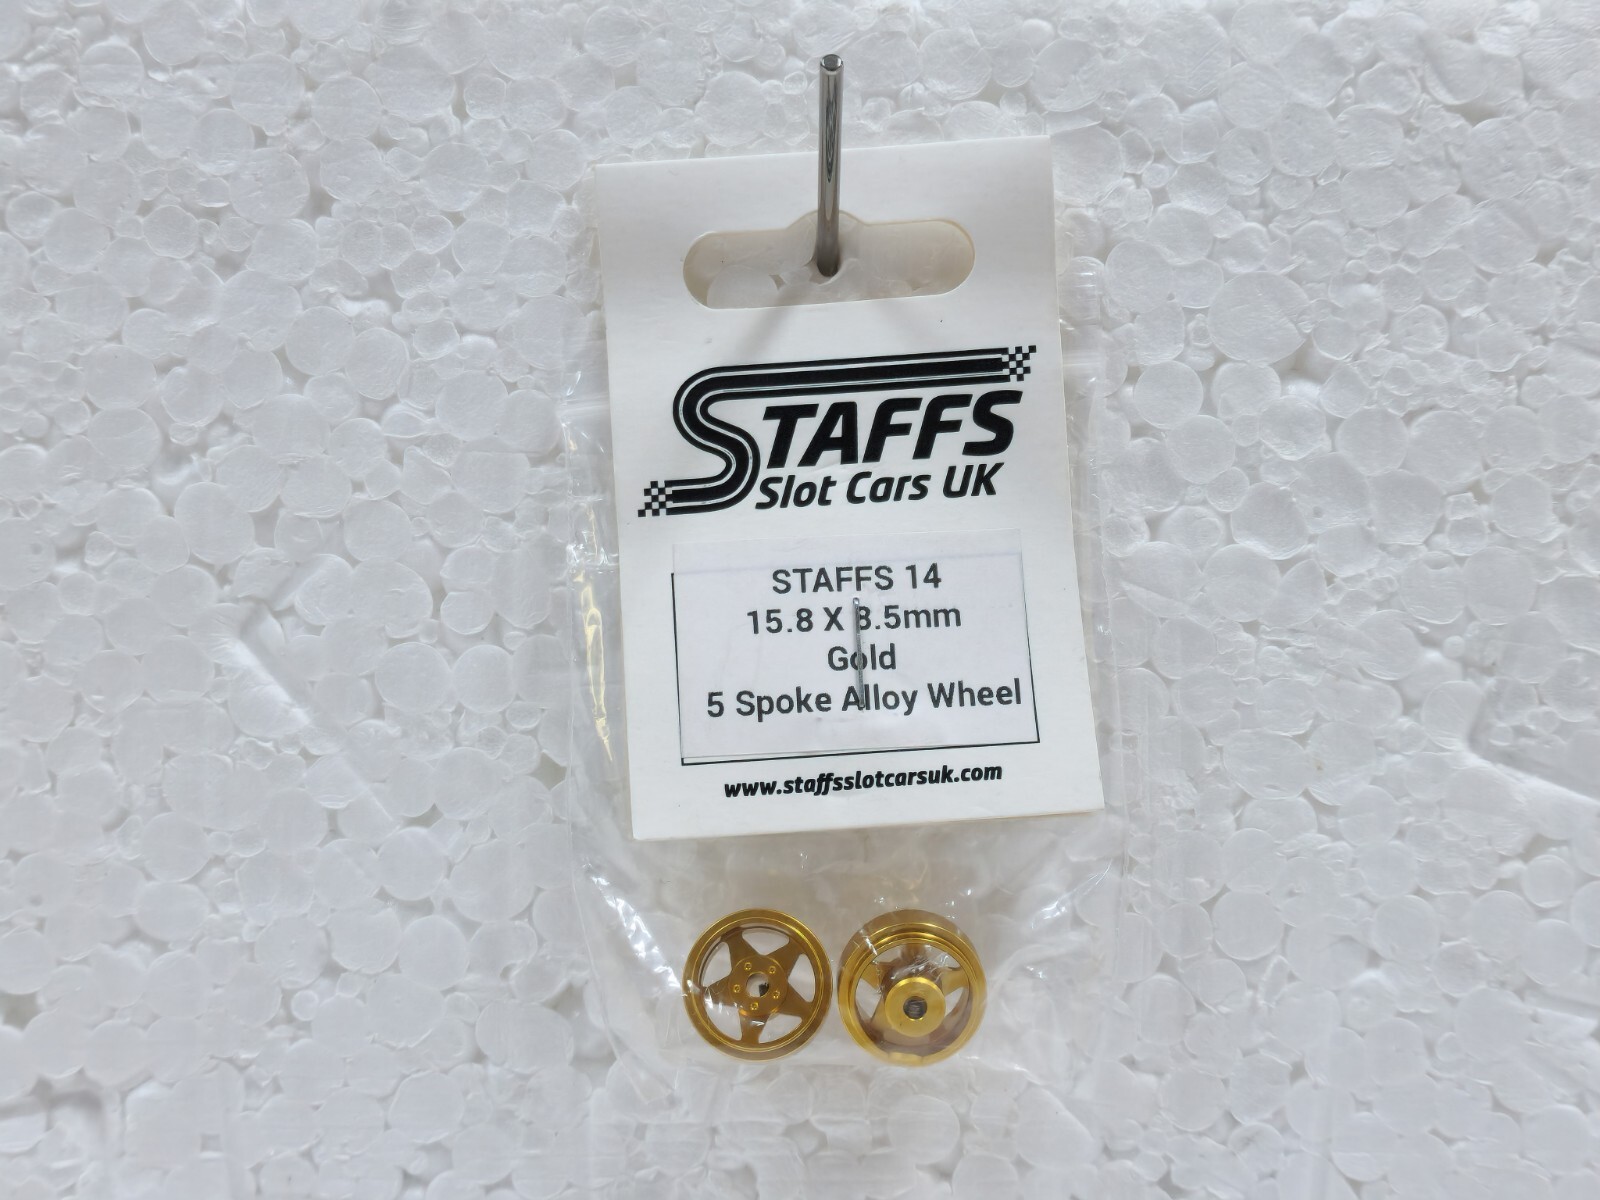 STAFFS
Slot Cars UK
STAFFS 14
15.8 X 8.5mm
Gold
5 Spoke Alloy Wheel
www.staffsslotcarsuk.com